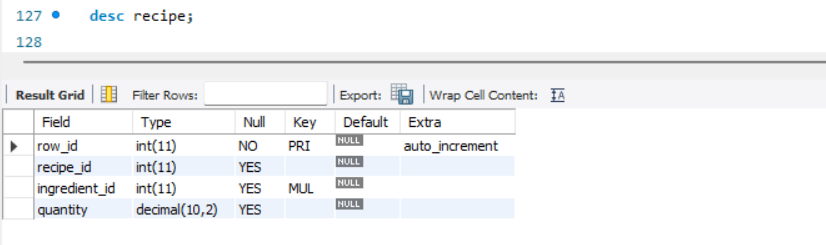 127 desc recipe;
128
Result Grid Filter Rows: Export: Wrap Cell Content: IA
Field Type Null Key Default Extra
row_id int(11) NO PRI NULL auto_increment
recipe_id int(11) YES NULL
ingredient_id int(11) YES MUL NULL
quantity decimal(10,2) YES NULL